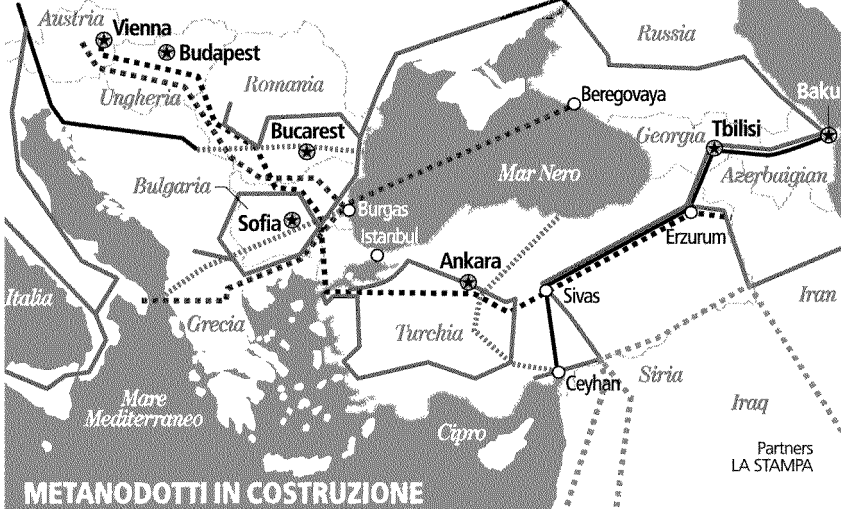 Austria
Vienna
Budapest
Russia
Ungheria
Romania
Beregovaya
Baku
Bucarest
Georgia
Tbilisi
Mar Nero
Azerbaigian
Bulgaria
Burgas
Sofia
Istanbul
Erzurum
Ankara
Italia
Sivas
Iran
Grecia
Turchia
Ceyhan
Siria
Iraq
Mare
Mediterraneo
Cipro
Partners
LA STAMPA
METANODOTTI IN COSTRUZIONE